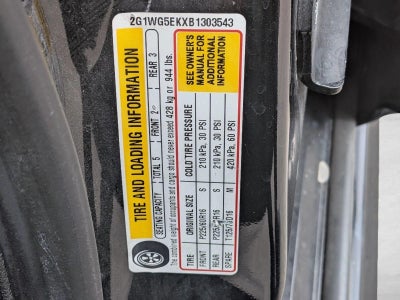 2G1WG5EKXB1303543
TIRE AND LOADING INFORMATION
SEATING CAPACITY TOTAL 5 FRONT 2 REAR 3
The combined weight of occupants and cargo should never exceed 428 kg or 944 lbs.
TIRE ORIGINAL SIZE COLD TIRE PRESSURE
FRONT P225/60R16 S 210 kPa, 30 PSI
REAR P225/60R16 S 210 kPa, 30 PSI
SPARE T125/70D16 M 420 kPa, 60 PSI
SEE OWNER'S
MANUAL FOR
ADDITIONAL
INFORMATION